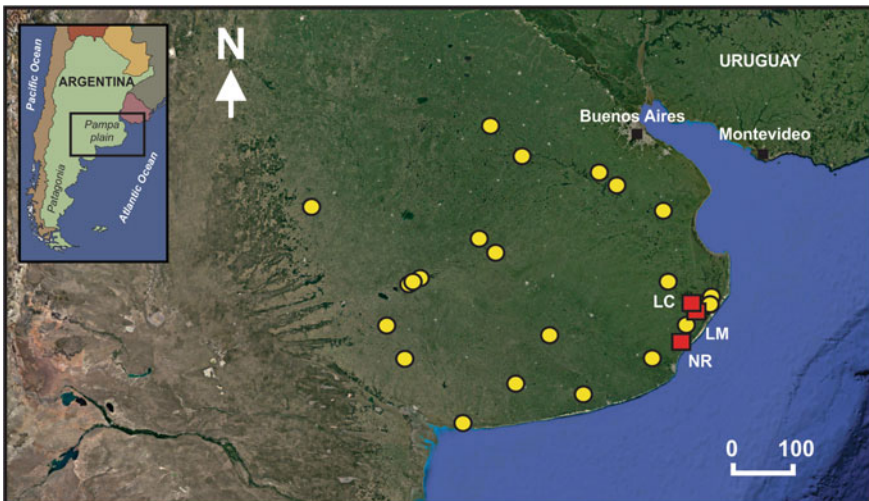 Pacific Ocean
ARGENTINA
Pampa
plain
Patagonia
Atlantic Ocean
N
URUGUAY
Buenos Aires
Montevideo
LC
LM
NR
0 100